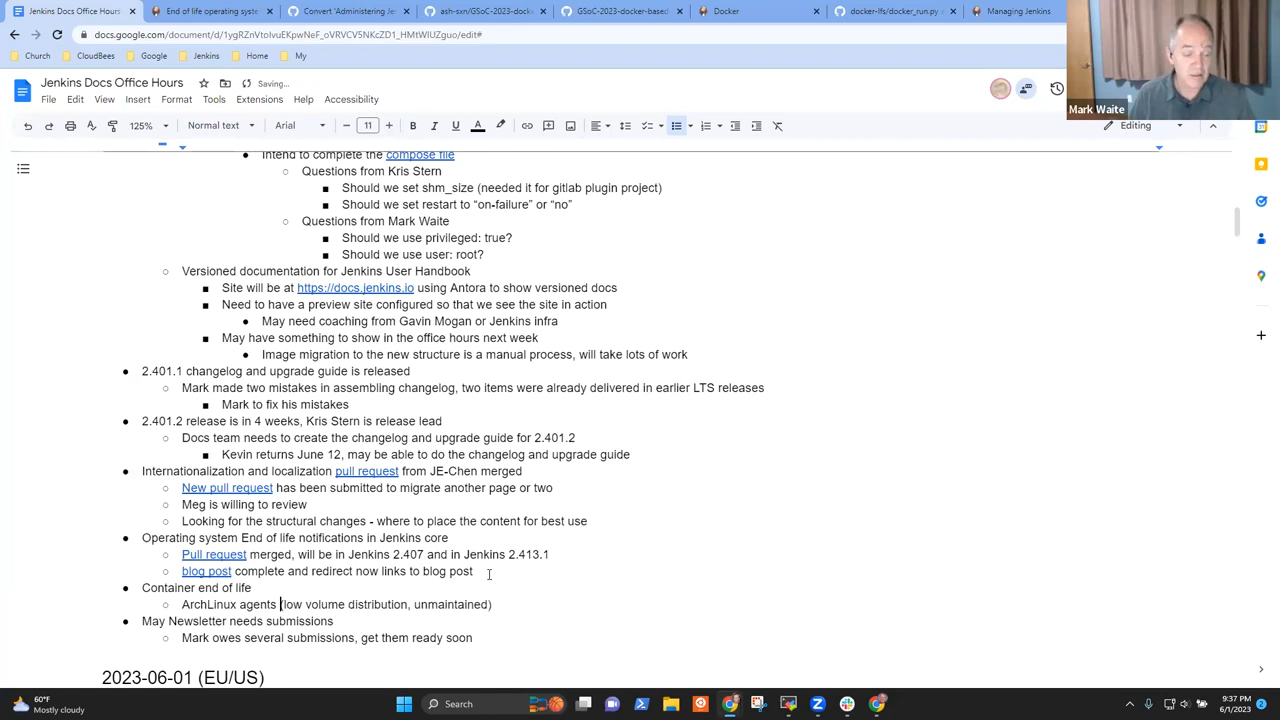 End of life operating
Convert 'Administering Je
ash-sxn/GSoC-2023-docke
GSoC-2023-docker-based
Docker
docker-lfs/docker_run.py
Managing Jenkins
docs.google.com/document/d/1ygRZnVtoIvuEKpwNeF_oVRVCV5NKcZD1_HMtWIUZguo/edit#
Church CloudBees Google Jenkins Home My
Jenkins Docs Office Hours Saving...
File Edit View Insert Format Tools Extensions Help Accessibility
Mark Waite
125% Normal text Arial 11 Editing
Intend to complete the compose file
Questions from Kris Stern
Should we set shm_size (needed it for gitlab plugin project)
Should we set restart to “on-failure” or “no”
Questions from Mark Waite
Should we use privileged: true?
Should we use user: root?
Versioned documentation for Jenkins User Handbook
Site will be at https://docs.jenkins.io using Antora to show versioned docs
Need to have a preview site configured so that we see the site in action
May need coaching from Gavin Mogan or Jenkins infra
May have something to show in the office hours next week
Image migration to the new structure is a manual process, will take lots of work
2.401.1 changelog and upgrade guide is released
Mark made two mistakes in assembling changelog, two items were already delivered in earlier LTS releases
Mark to fix his mistakes
2.401.2 release is in 4 weeks, Kris Stern is release lead
Docs team needs to create the changelog and upgrade guide for 2.401.2
Kevin returns June 12, may be able to do the changelog and upgrade guide
Internationalization and localization pull request from JE-Chen merged
New pull request has been submitted to migrate another page or two
Meg is willing to review
Looking for the structural changes - where to place the content for best use
Operating system End of life notifications in Jenkins core
Pull request merged, will be in Jenkins 2.407 and in Jenkins 2.413.1
blog post complete and redirect now links to blog post
Container end of life
ArchLinux agents (low volume distribution, unmaintained)
May Newsletter needs submissions
Mark owes several submissions, get them ready soon
2023-06-01 (EU/US)
60°F
Mostly cloudy
Search
9:37 PM
6/1/2023